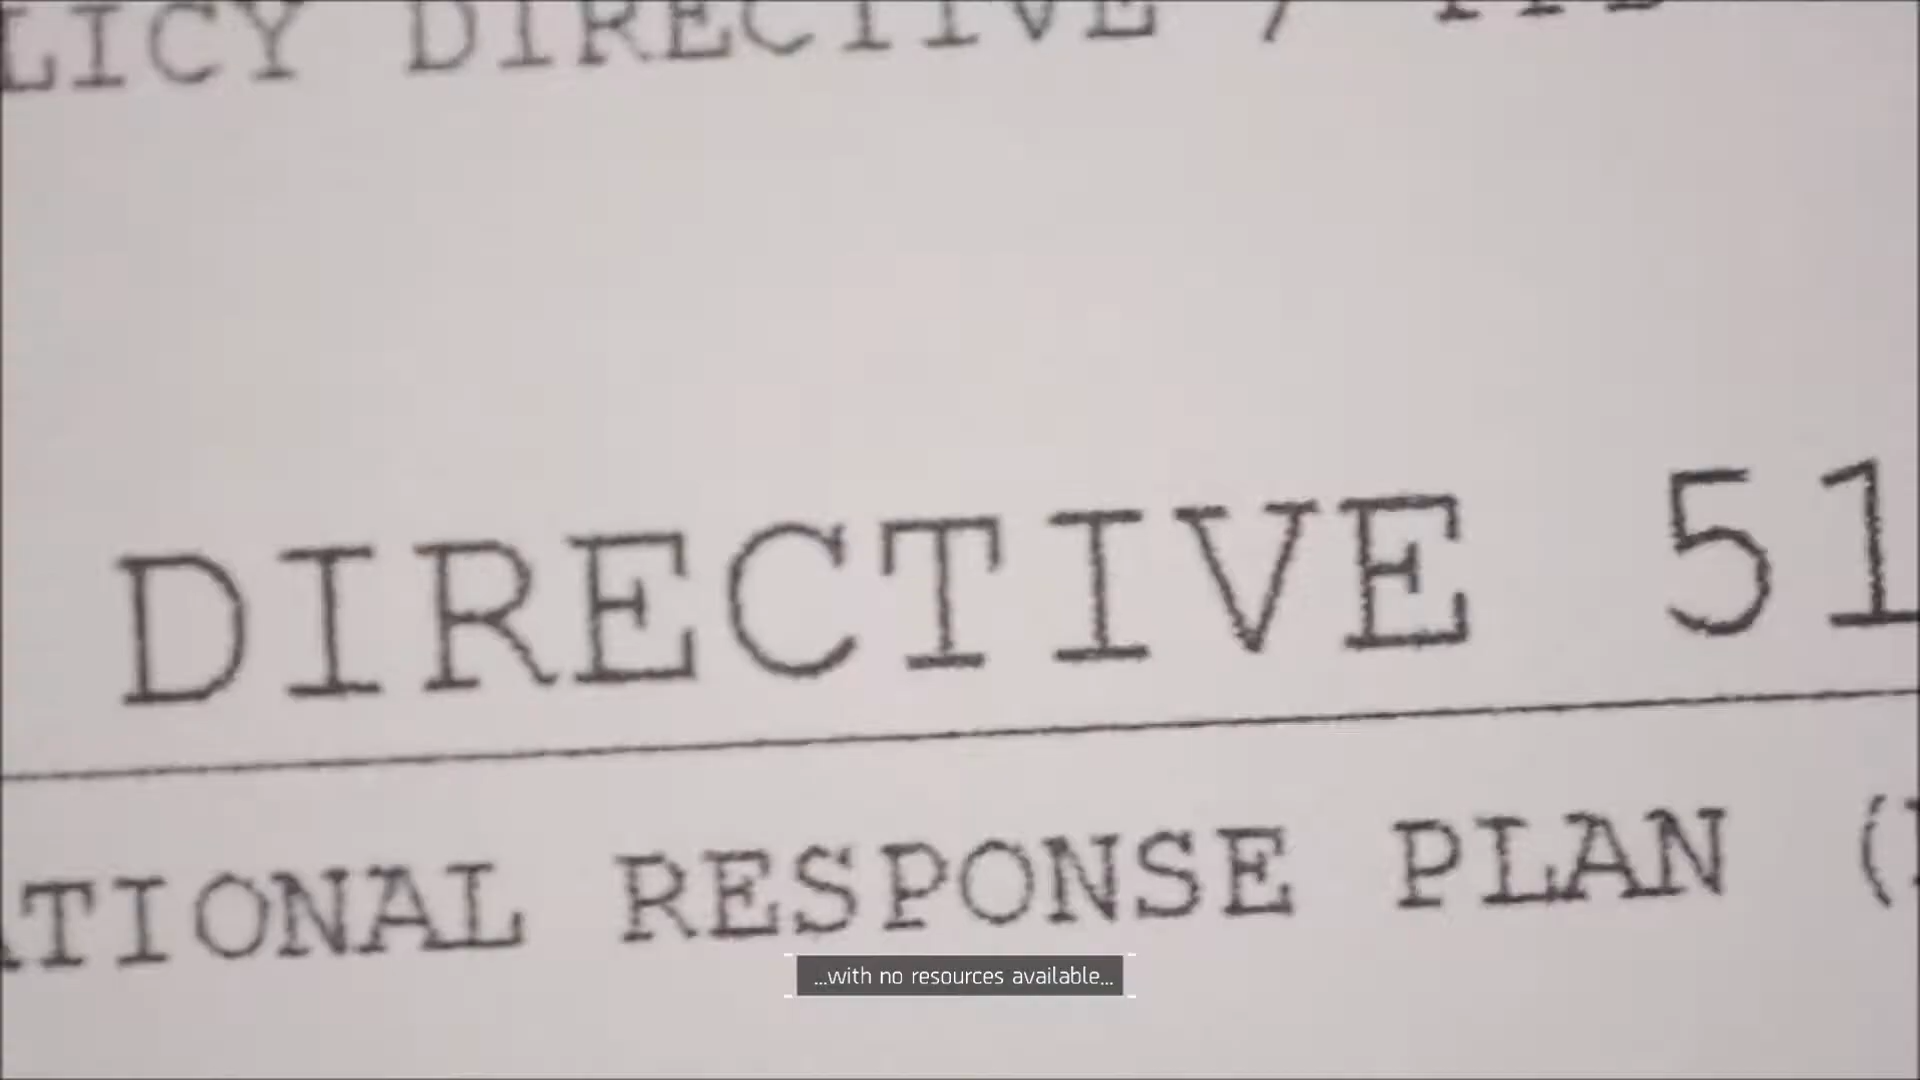 LICY DIRECTIVE /
DIRECTIVE 51
TIONAL RESPONSE PLAN (
...with no resources available...